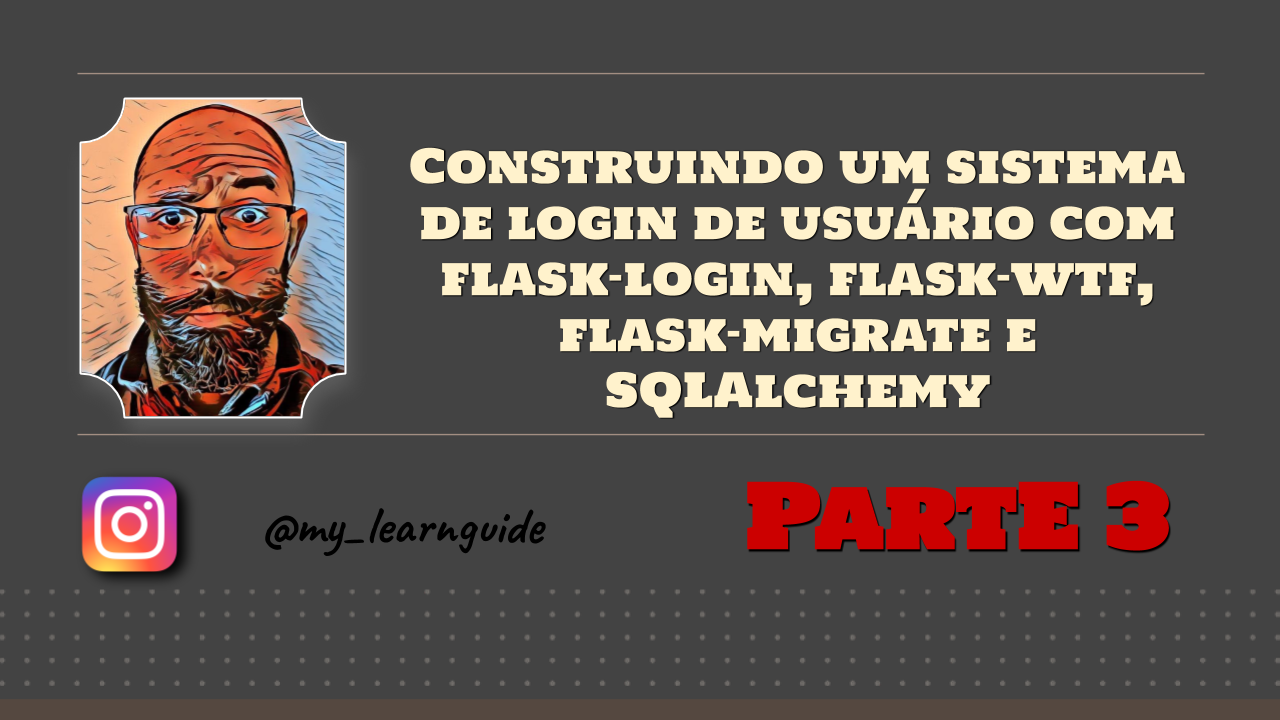 Construindo um sistema
de login de usuário com
flask-login, flask-wtf,
flask-migrate e
SQLAlchemy
@my_learnguide
Parte 3